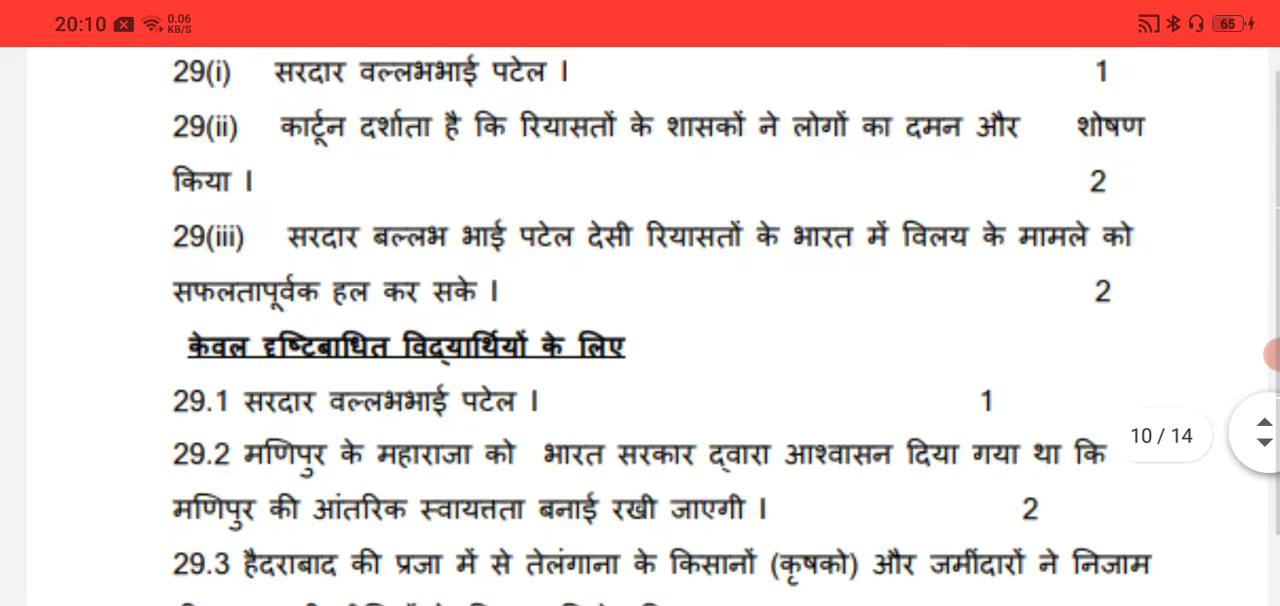 20:10 0.06 KB/S 65
29(i) सरदार वल्लभभाई पटेल । 1
29(ii) कार्टून दर्शाता है कि रियासतों के शासकों ने लोगों का दमन और शोषण
किया । 2
29(iii) सरदार बल्लभ भाई पटेल देसी रियासतों के भारत में विलय के मामले को
सफलतापूर्वक हल कर सके । 2
केवल दृष्टिबाधित विद्यार्थियों के लिए
29.1 सरदार वल्लभभाई पटेल । 1
29.2 मणिपुर के महाराजा को भारत सरकार द्वारा आश्वासन दिया गया था कि
10 / 14
मणिपुर की आंतरिक स्वायत्तता बनाई रखी जाएगी । 2
29.3 हैदराबाद की प्रजा में से तेलंगाना के किसानों (कृषको) और जमींदारों ने निजाम